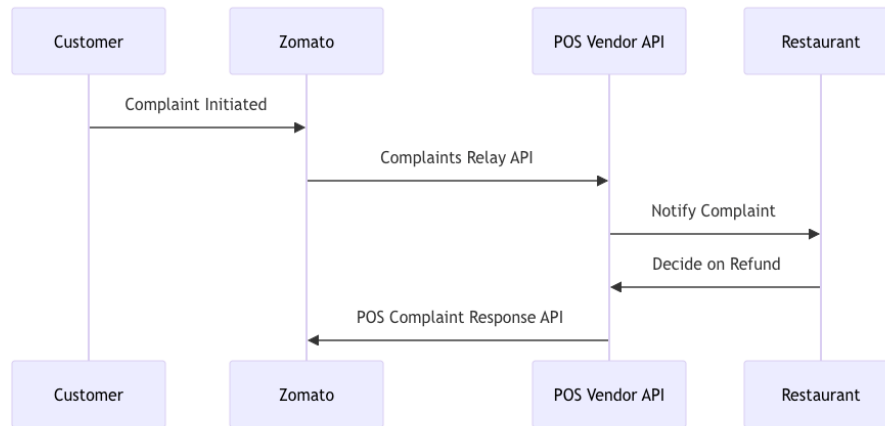 Customer
Zomato
POS Vendor API
Restaurant
Complaint Initiated
Complaints Relay API
Notify Complaint
Decide on Refund
POS Complaint Response API
Customer
Zomato
POS Vendor API
Restaurant